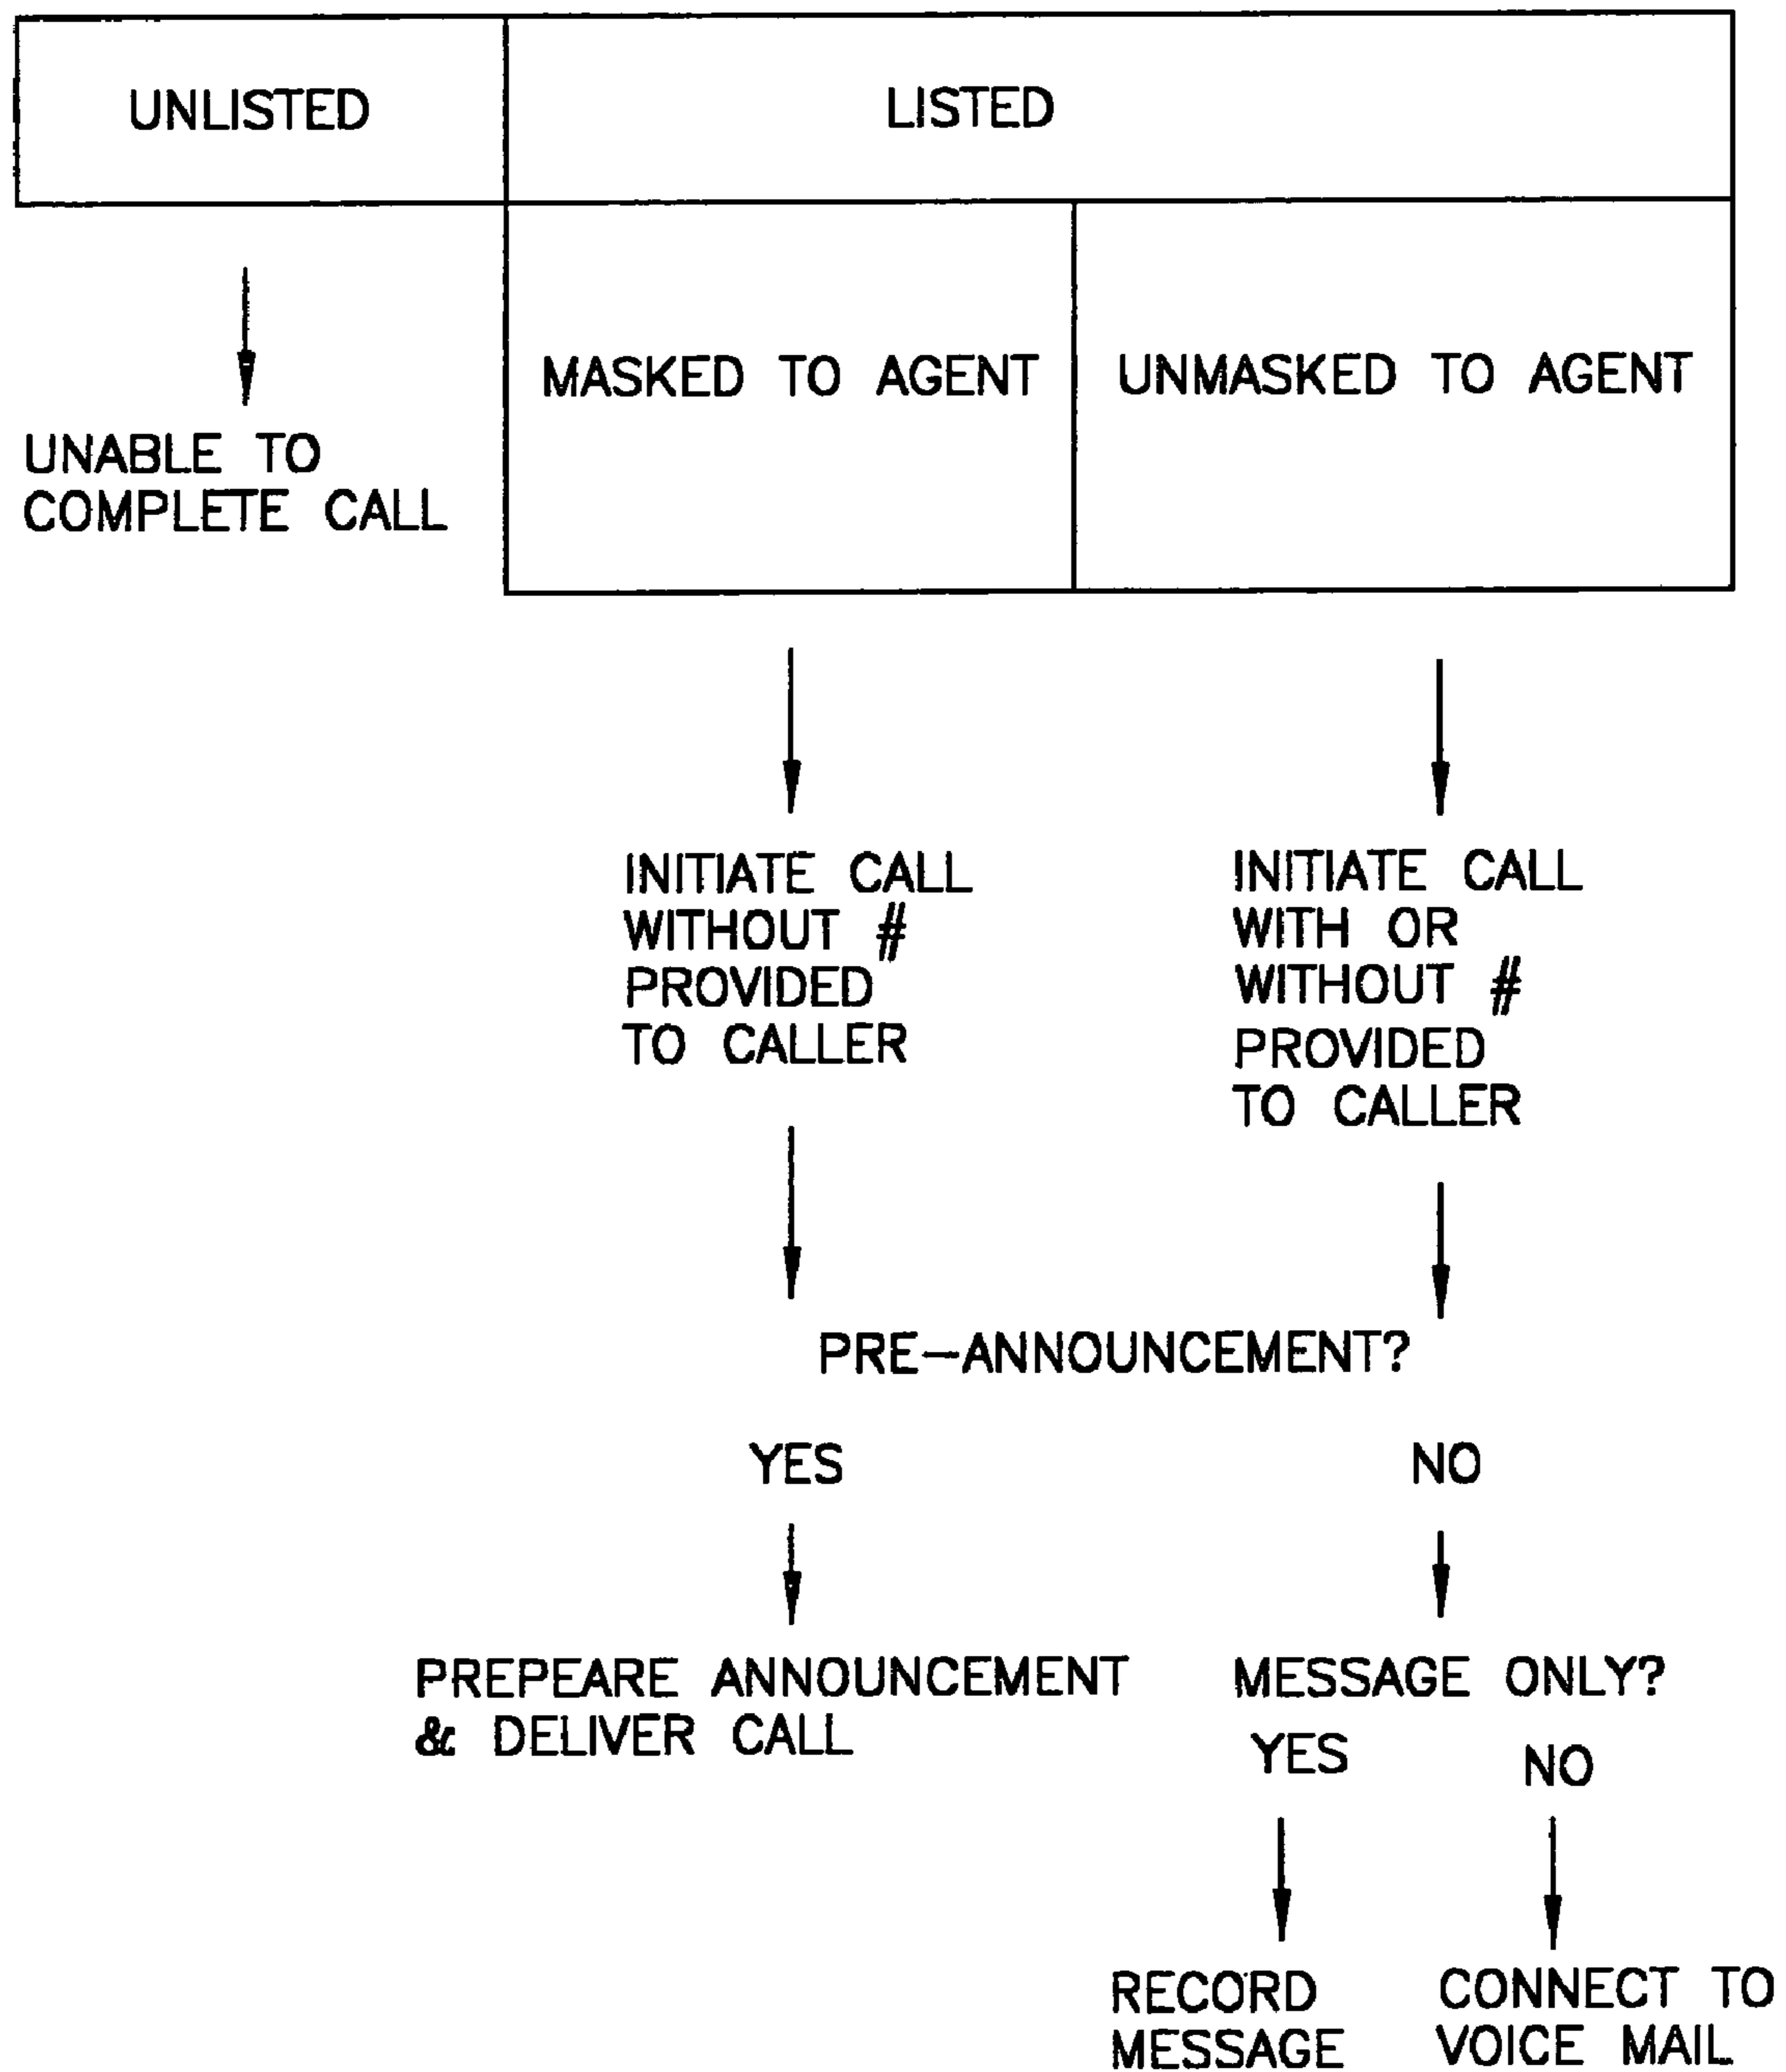 UNLISTED
LISTED
MASKED TO AGENT
UNMASKED TO AGENT
UNABLE TO
COMPLETE CALL
INITIATE CALL
WITHOUT #
PROVIDED
TO CALLER
INITIATE CALL
WITH OR
WITHOUT #
PROVIDED
TO CALLER
PRE-ANNOUNCEMENT?
YES
NO
PREPEARE ANNOUNCEMENT
& DELIVER CALL
MESSAGE ONLY?
YES
NO
RECORD
MESSAGE
CONNECT TO
VOICE MAIL